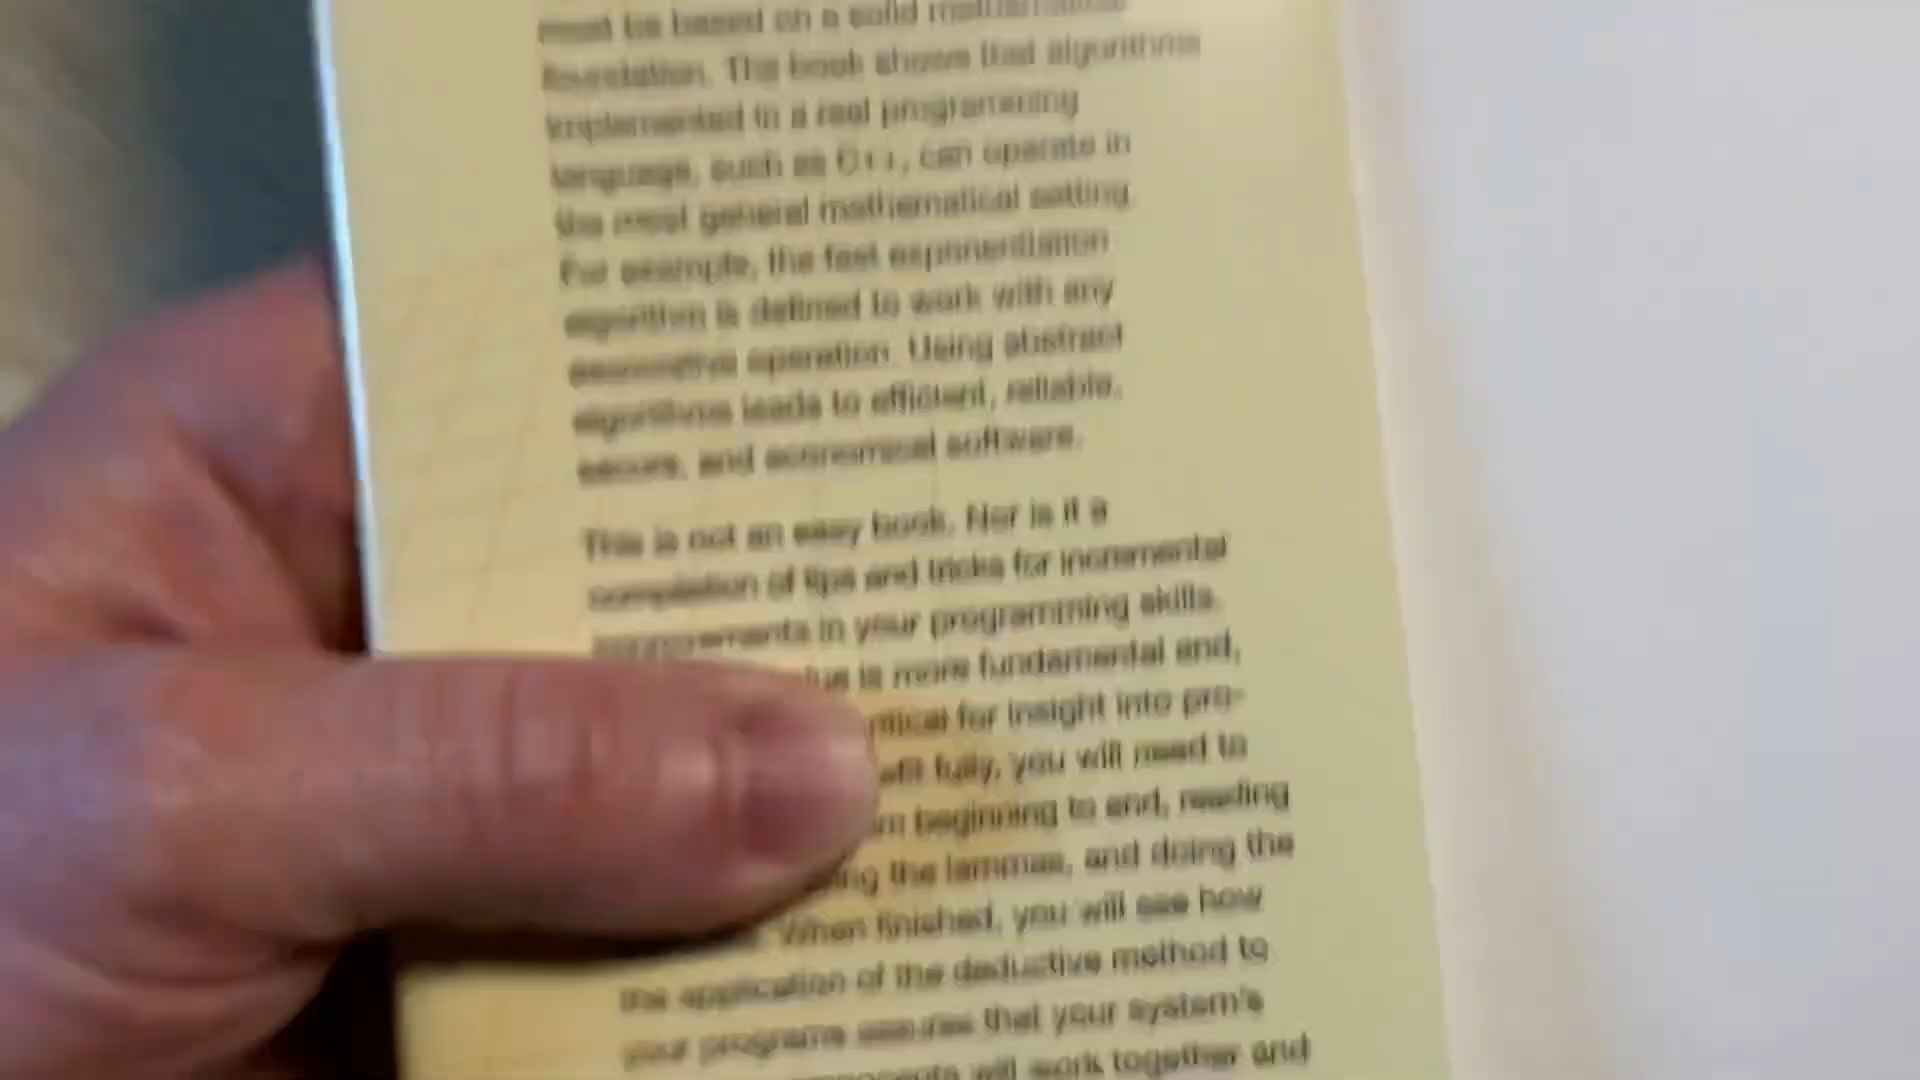 must be based on a solid mathematical
foundation. The book shows that algorithms
implemented in a real programming
language, such as C++, can operate in
the most general mathematical setting.
For example, the fast exponentiation
algorithm is defined to work with any
associative operation. Using abstract
algorithms leads to efficient, reliable,
secure, and economical software.
This is not an easy book. Nor is it a
compilation of tips and tricks for incremental
improvements in your programming skills.
is more fundamental and,
for insight into pro-
fully, you will need to
beginning to end, reading
the lemmas, and doing the
When finished, you will see how
the application of the deductive method to
your programs assures that your system's
will work together and